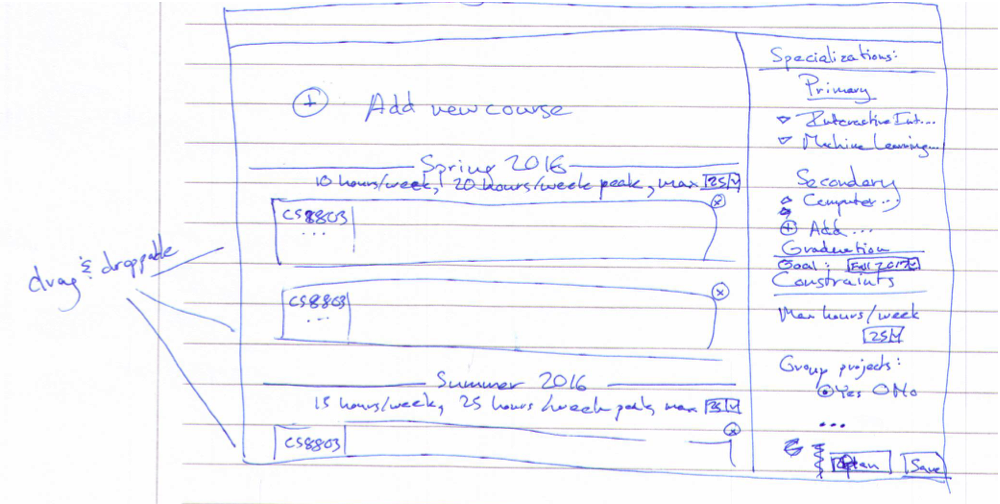 ⊕ Add new course
Spring 2016
10 hours/week, 20 hours/week peak, max 25
CS8803
...
CS8803
...
Summer 2016
15 hours/week, 25 hours/week peak, max
CS8803
drag & droppable
Specializations:
Primary
Interactive Int...
Machine Learning...
Secondary
Computer...
⊕ Add...
Graduation
Goal: Fall 2017
Constraints
Max hours/week
25
Group projects:
Yes No
...
Plan Save